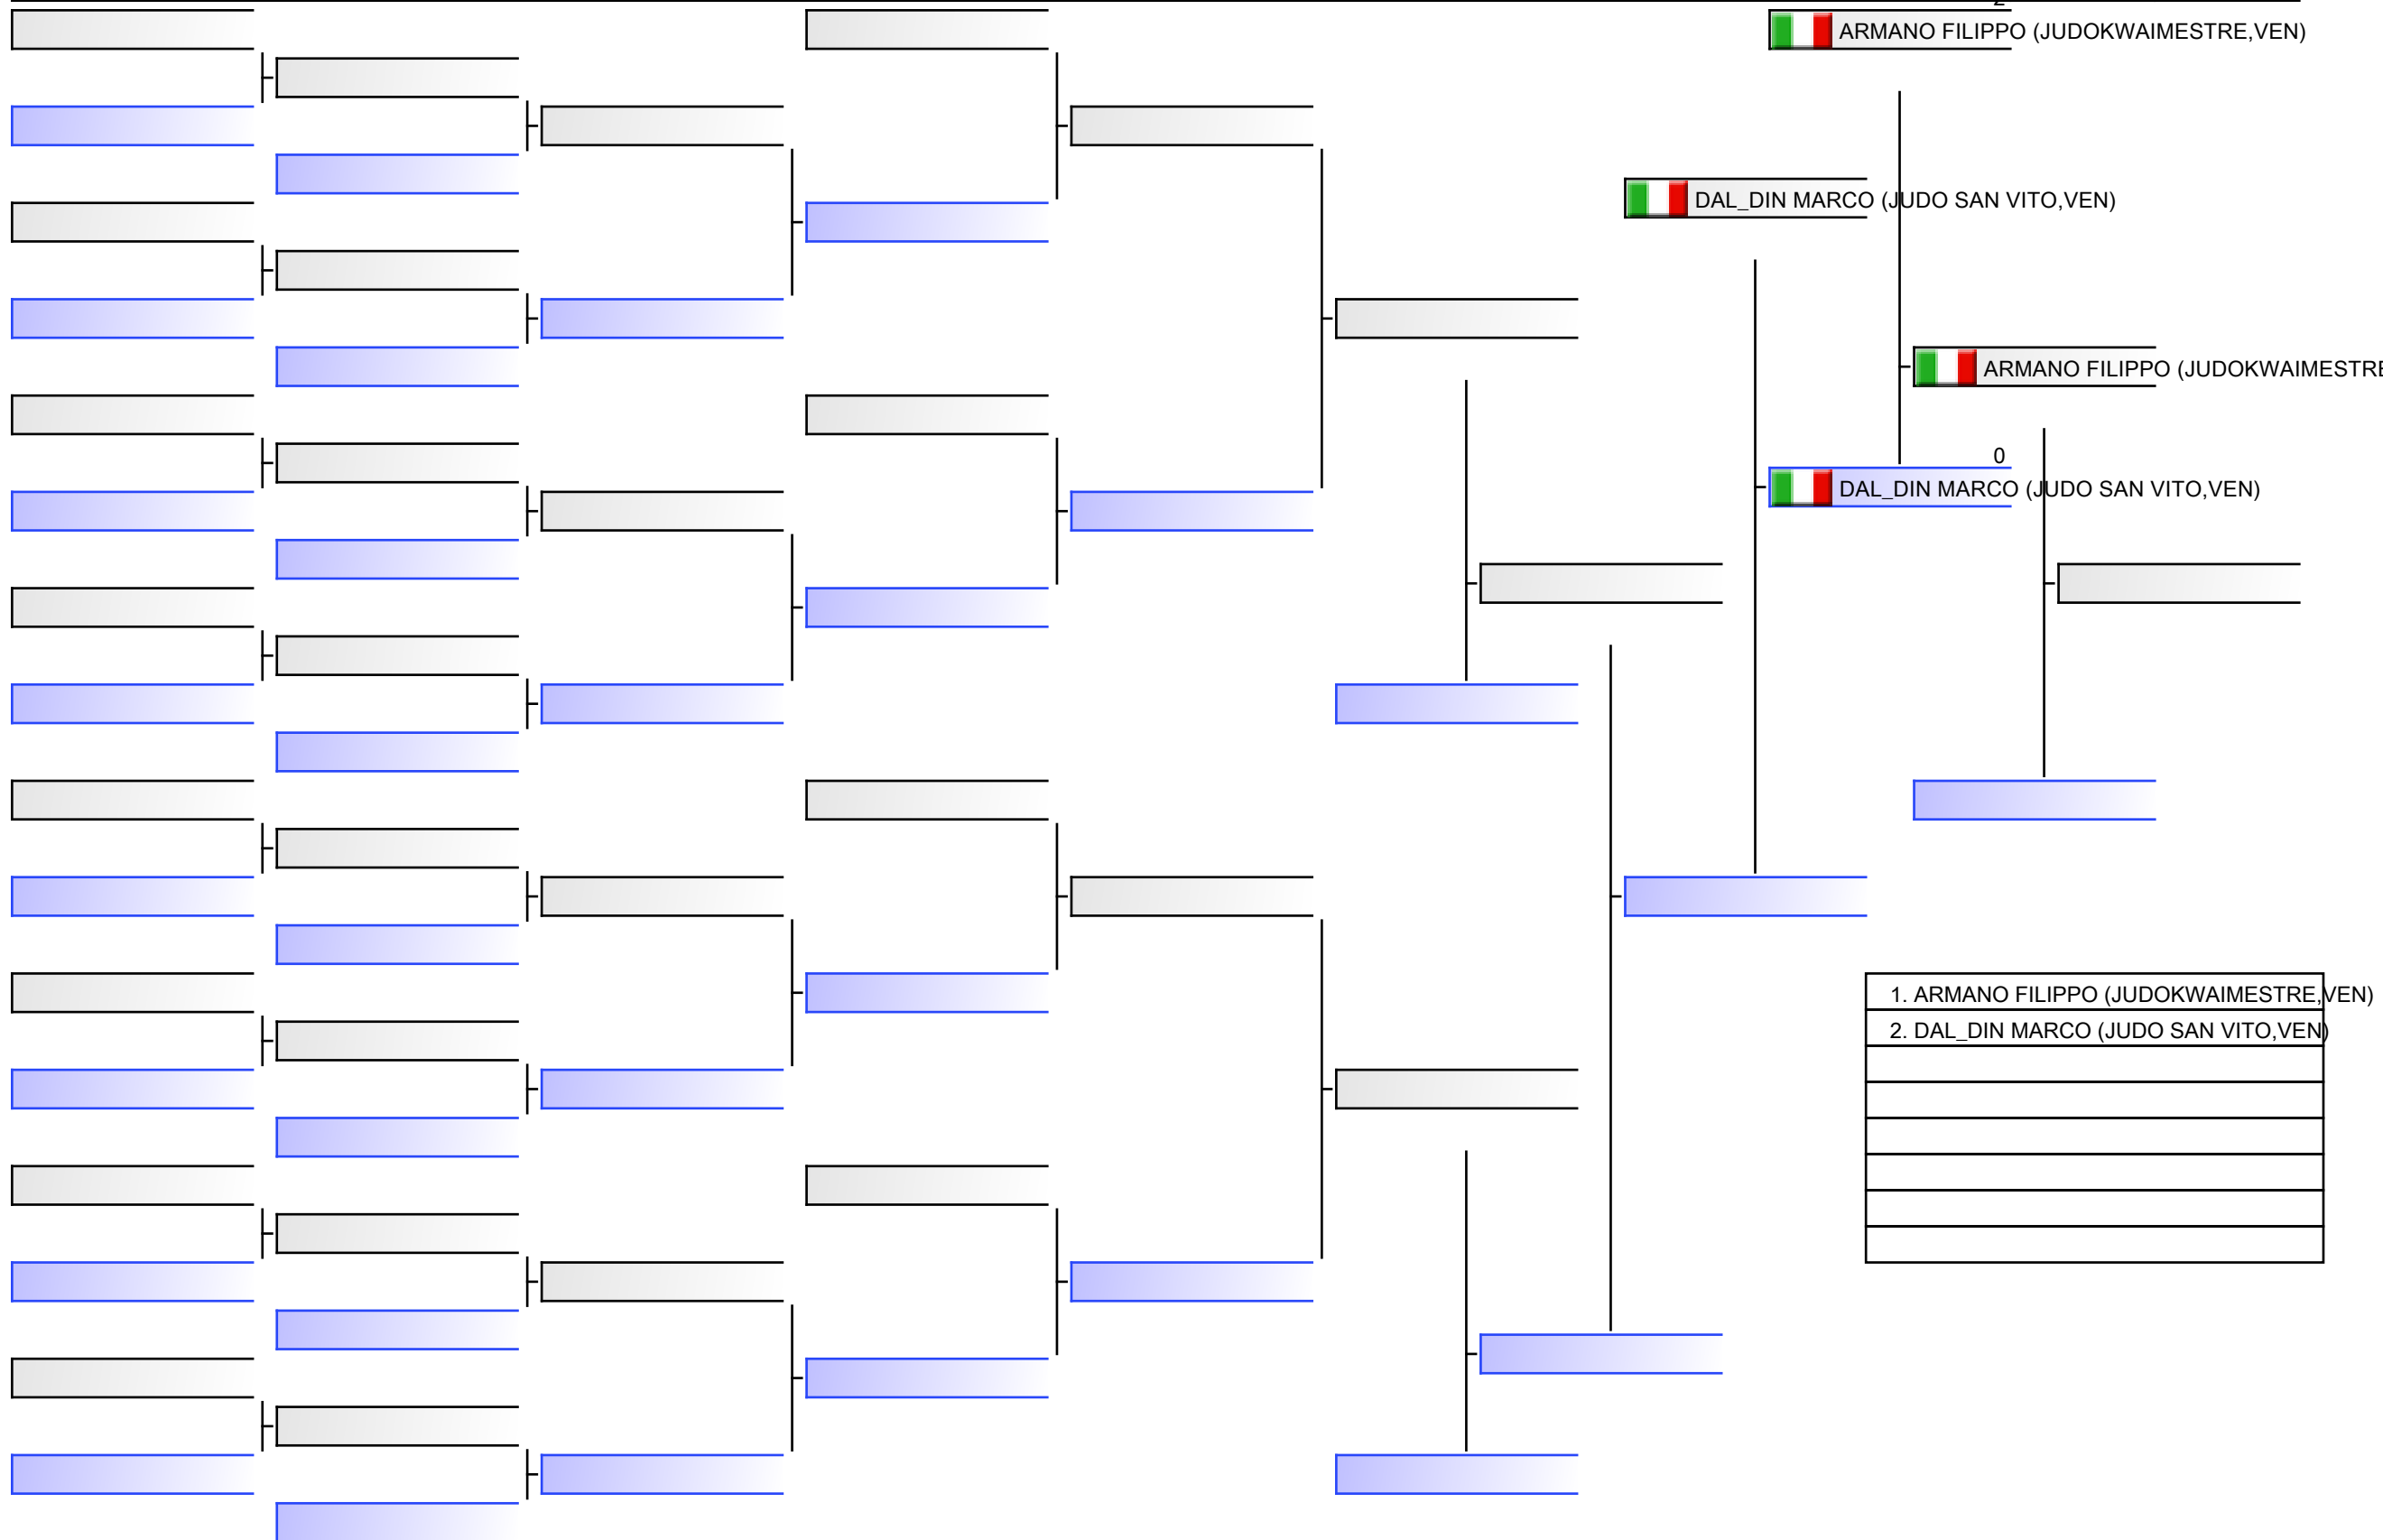 ARMANO FILIPPO (JUDOKWAIMESTRE,VEN)
DAL_DIN MARCO (JUDO SAN VITO,VEN)
ARMANO FILIPPO (JUDOKWAIMESTRE
0
DAL_DIN MARCO (JUDO SAN VITO,VEN)
1. ARMANO FILIPPO (JUDOKWAIMESTRE,VEN)
2. DAL_DIN MARCO (JUDO SAN VITO,VEN)